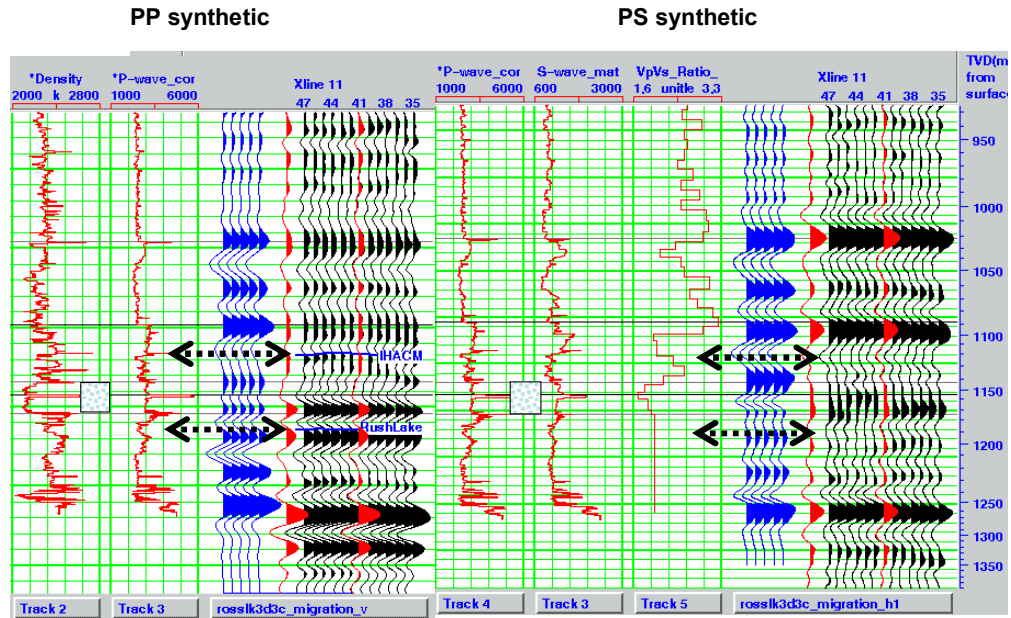 PP synthetic
PS synthetic
*Density
2000 k 2800
*P-wave_cor
1000 6000
Xline 11
47 44 41 38 35
*P-wave_cor
1000 6000
S-wave_mat
600 3000
VpVs_Ratio_
1,6 unitle 3,3
Xline 11
47 44 41 38 35
TVD(m
from
surfac
950
1000
1050
1100
1150
1200
1250
1300
1350
IHACM
RushLake
Track 2
Track 3
rosslk3d3c_migration_v
Track 4
Track 3
Track 5
rosslk3d3c_migration_h1